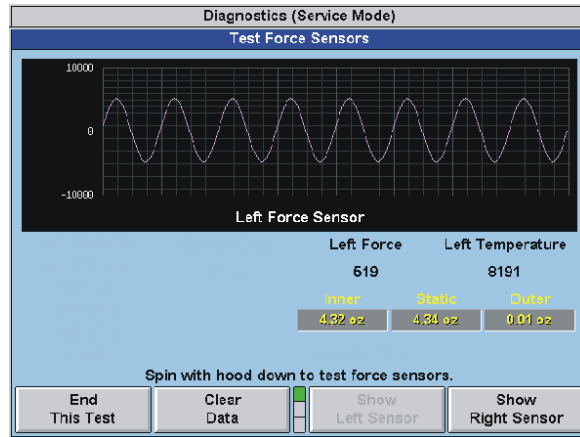 Diagnostics (Service Mode)
Test Force Sensors
10000
0
-10000
Left Force Sensor
Left Force Left Temperature
519 8191
Inner Static Outer
4.32 oz 4.34 oz 0.01 oz
Spin with hood down to test force sensors.
End This Test
Clear Data
Show Left Sensor
Show Right Sensor